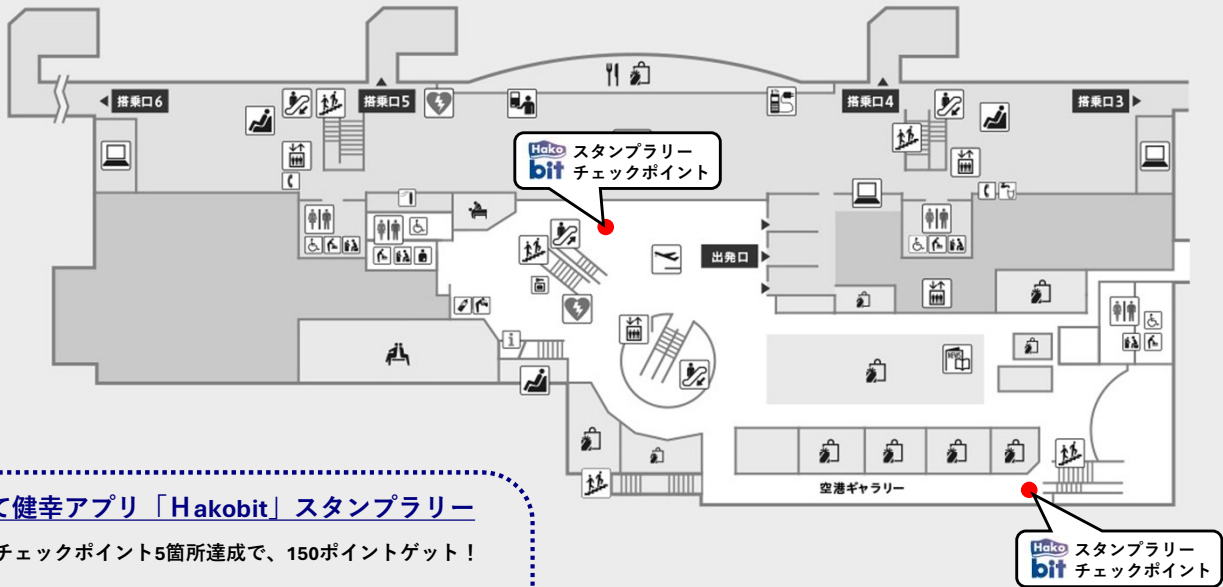 搭乗口6
搭乗口5
搭乗口4
搭乗口3
Hako
bit
スタンプラリー
チェックポイント
出発口
i
NEWS
空港ギャラリー
て健幸アプリ「Hakobit」スタンプラリー
チェックポイント5箇所達成で、150ポイントゲット！
Hako
bit
スタンプラリー
チェックポイント